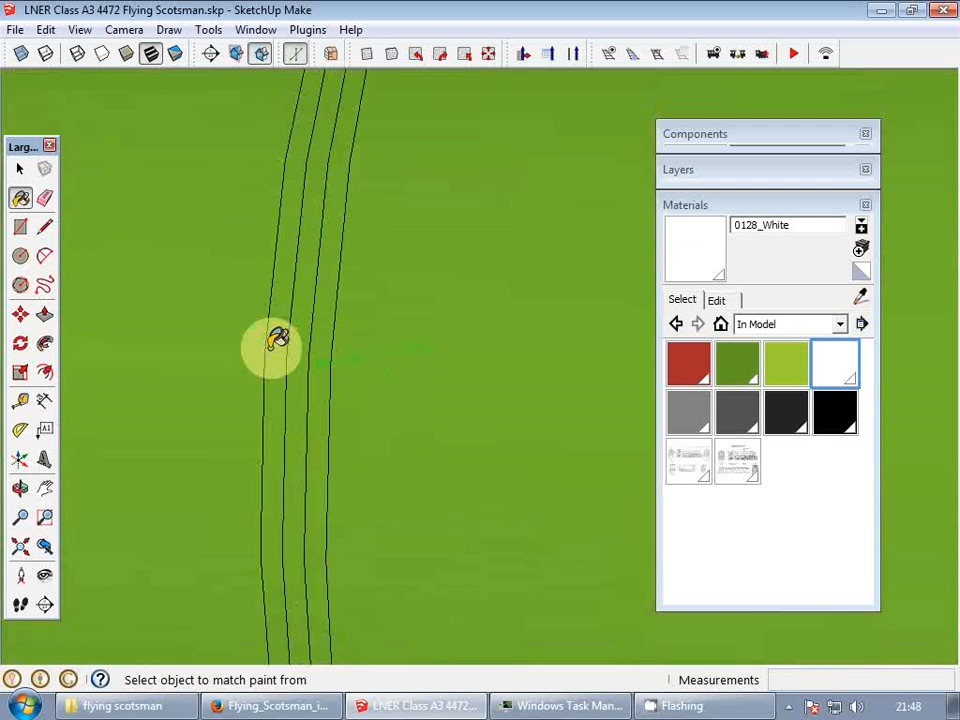 LNER Class A3 4472 Flying Scotsman.skp - SketchUp Make
File Edit View Camera Draw Tools Window Plugins Help
Larg...
A1
Components
Layers
Materials
0128_White
Select Edit
In Model
Select object to match paint from
Measurements
flying scotsman
Flying_Scotsman_i...
LNER Class A3 4472...
Windows Task Man...
Flashing
21:48